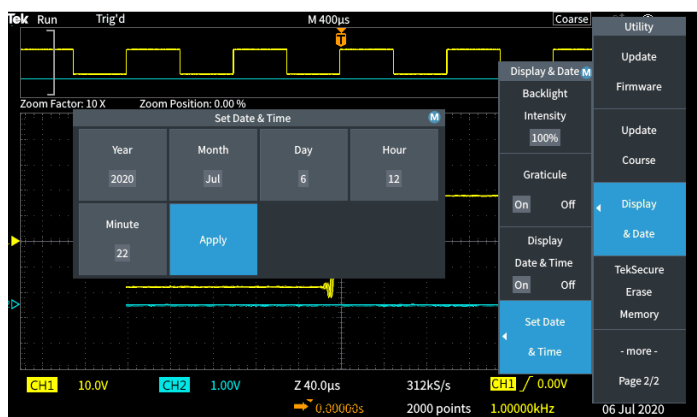 Tek Run Trig'd M 400µs Coarse
Utility
Update
Firmware
Update
Course
Display
& Date
TekSecure
Erase
Memory
- more -
Page 2/2
Display & Date M
Backlight
Intensity
100%
Graticule
On Off
Display
Date & Time
On Off
Set Date
& Time
Zoom Factor: 10 X Zoom Position: 0.00 %
Set Date & Time M
Year Month Day Hour
2020 Jul 6 12
Minute
22
Apply
CH1 10.0V CH2 1.00V Z 40.0µs 312kS/s CH1 0.00V
0.00000s 2000 points 1.00000kHz 06 Jul 2020